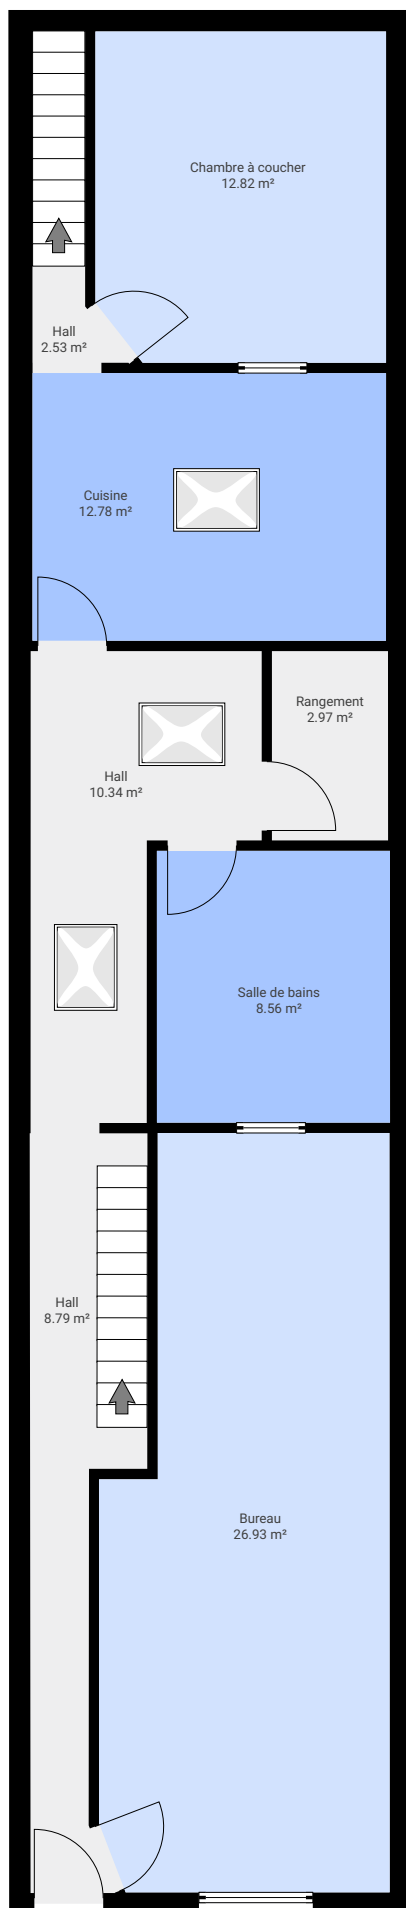 Chambre à coucher
12.82 m²
Hall
2.53 m²
Cuisine
12.78 m²
Rangement
2.97 m²
Hall
10.34 m²
Salle de bains
8.56 m²
Hall
8.79 m²
Bureau
26.93 m²